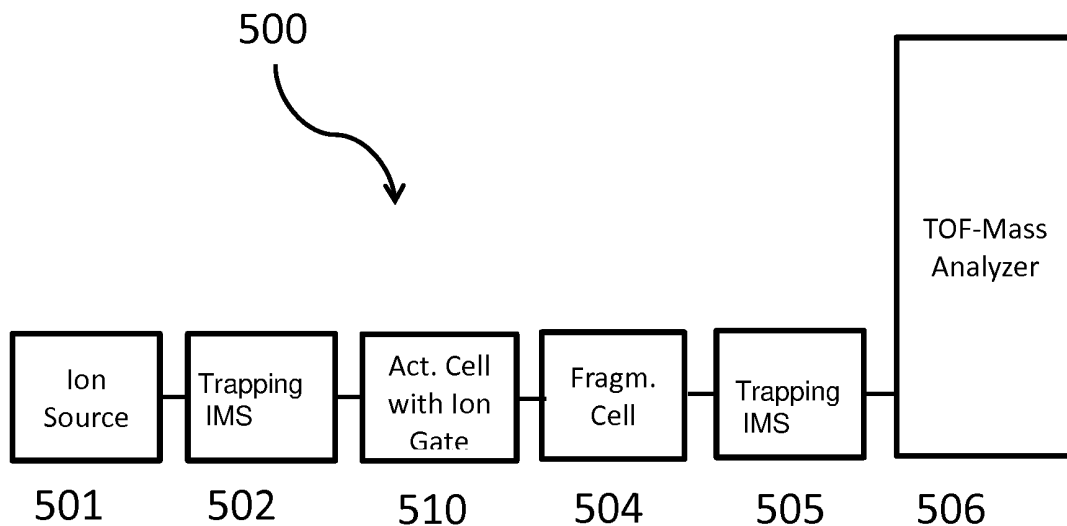 500
TOF-Mass
Analyzer
Ion
Source
Trapping
IMS
Act. Cell
with Ion
Gate
Fragm.
Cell
Trapping
IMS
501
502
510
504
505
506